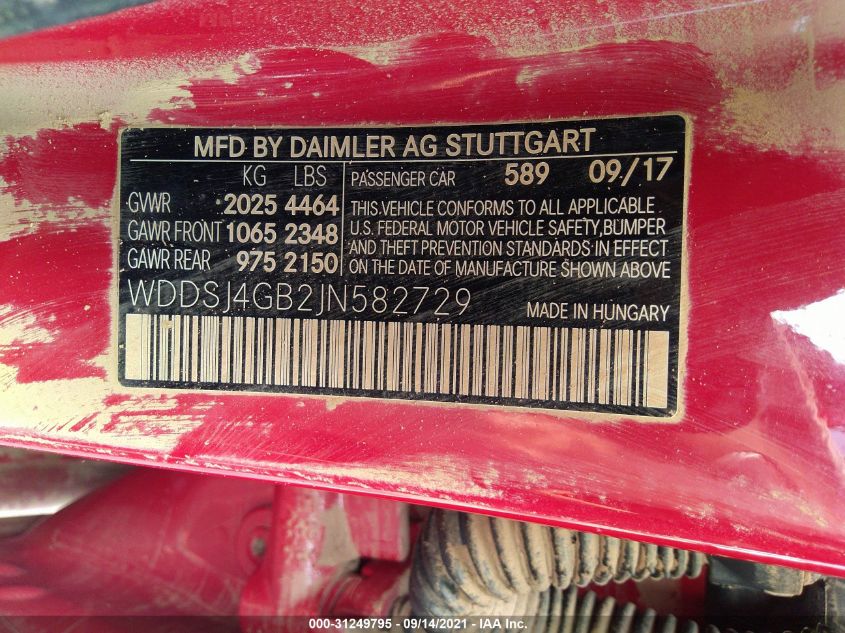 MFD BY DAIMLER AG STUTTGART
KG LBS
GVWR 2025 4464
GAWR FRONT 1065 2348
GAWR REAR 975 2150
PASSENGER CAR 589 09/17
THIS VEHICLE CONFORMS TO ALL APPLICABLE
U.S. FEDERAL MOTOR VEHICLE SAFETY,BUMPER
AND THEFT PREVENTION STANDARDS IN EFFECT
ON THE DATE OF MANUFACTURE SHOWN ABOVE
WDDSJ4GB2JN582729
MADE IN HUNGARY
000-31249795 - 09/14/2021 - IAA Inc.